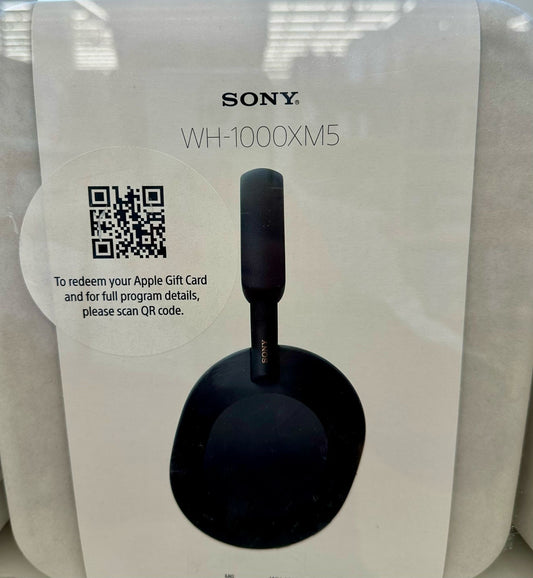 SONY®
WH-1000XM5
To redeem your Apple Gift Card
and for full program details,
please scan QR code.
SONY